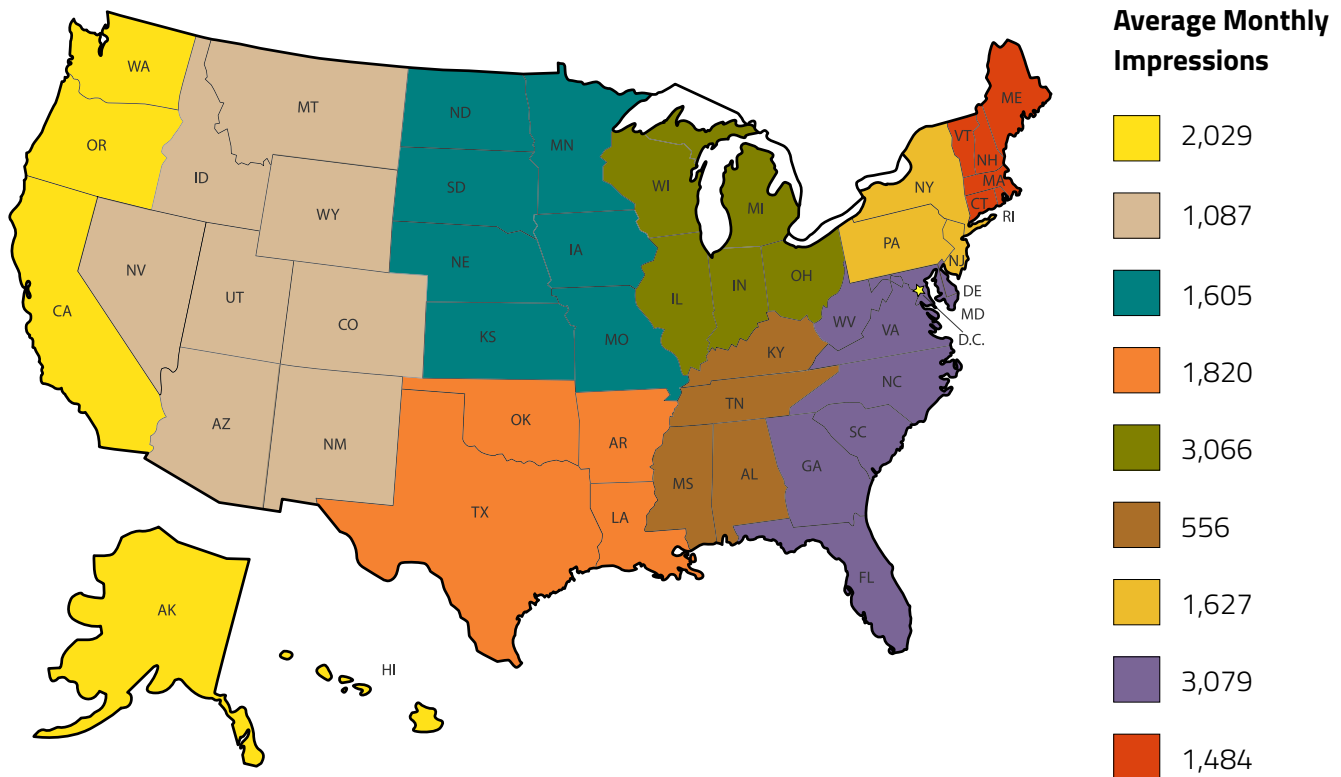 Average Monthly
Impressions
2,029
1,087
1,605
1,820
3,066
556
1,627
3,079
1,484
WA
OR
CA
ID
NV
MT
WY
UT
CO
AZ
NM
ND
SD
NE
KS
MN
IA
MO
OK
TX
AR
LA
WI
MI
IL
IN
OH
KY
TN
MS
AL
NY
PA
NJ
WV
VA
NC
SC
GA
FL
DE
MD
D.C.
ME
VT
NH
MA
CT
RI
AK
HI